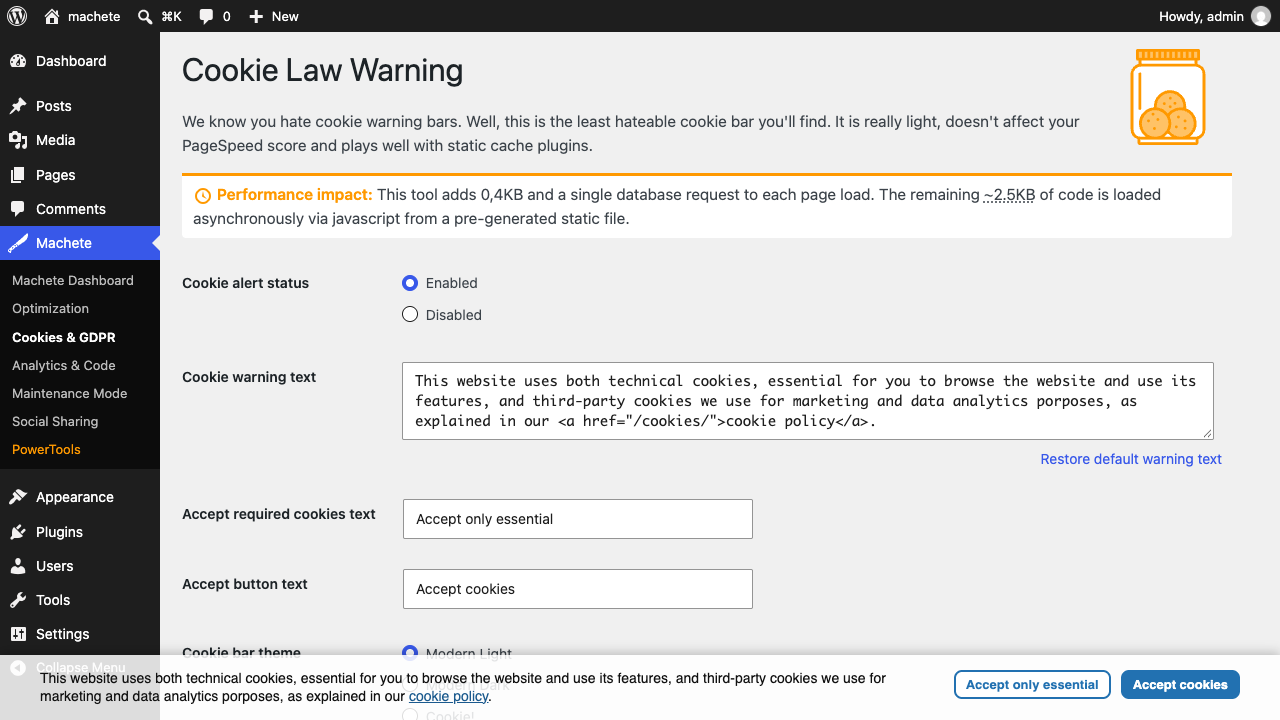 machete
⌘K
0
New
Howdy, admin
Dashboard
Posts
Media
Pages
Comments
Machete
Machete Dashboard
Optimization
Cookies & GDPR
Analytics & Code
Maintenance Mode
Social Sharing
PowerTools
Appearance
Plugins
Users
Tools
Settings
Collapse Menu
Cookie Law Warning
We know you hate cookie warning bars. Well, this is the least hateable cookie bar you'll find. It is really light, doesn't affect your
PageSpeed score and plays well with static cache plugins.
Performance impact: This tool adds 0,4KB and a single database request to each page load. The remaining ~2.5KB of code is loaded
asynchronously via javascript from a pre-generated static file.
Cookie alert status
Enabled
Disabled
Cookie warning text
This website uses both technical cookies, essential for you to browse the website and use its
features, and third-party cookies we use for marketing and data analytics porposes, as
explained in our <a href="/cookies/">cookie policy</a>.
Restore default warning text
Accept required cookies text
Accept only essential
Accept button text
Accept cookies
Cookie bar theme
Modern Light
Modern Dark
Cookie!
This website uses both technical cookies, essential for you to browse the website and use its features, and third-party cookies we use for
marketing and data analytics porposes, as explained in our cookie policy.
Accept only essential
Accept cookies